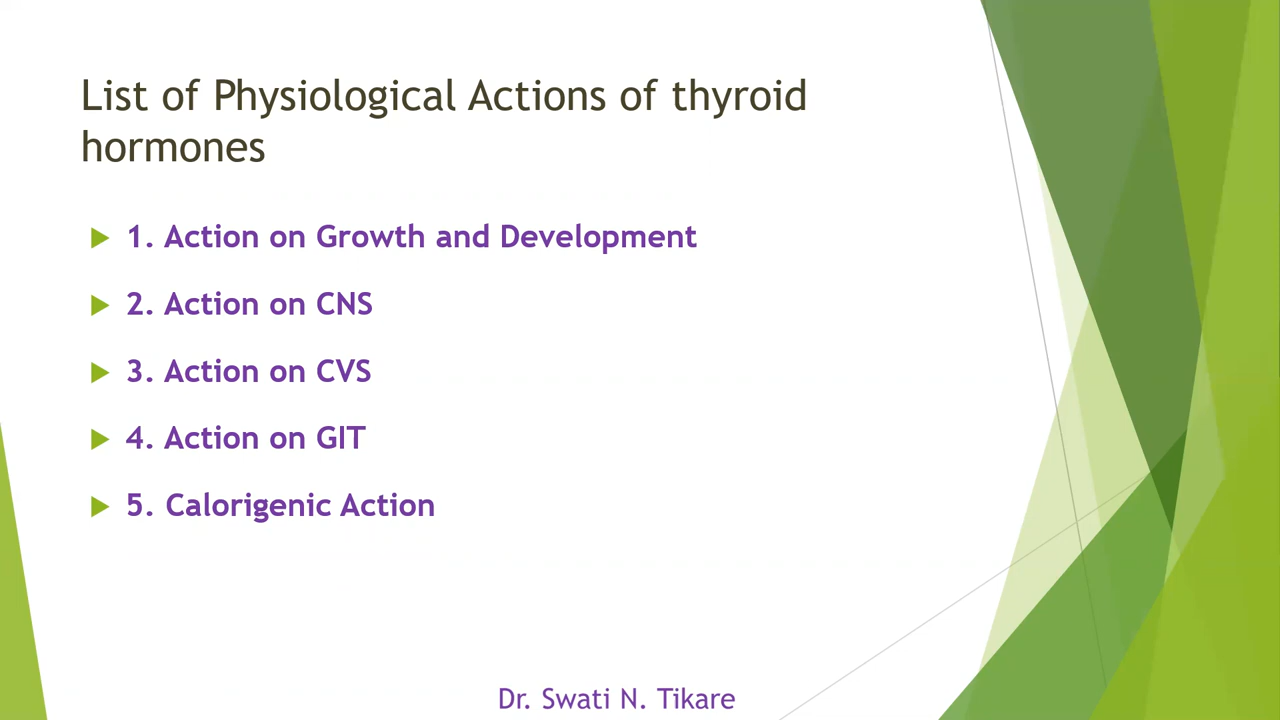 List of Physiological Actions of thyroid
hormones
1. Action on Growth and Development
2. Action on CNS
3. Action on CVS
4. Action on GIT
5. Calorigenic Action
Dr. Swati N. Tikare